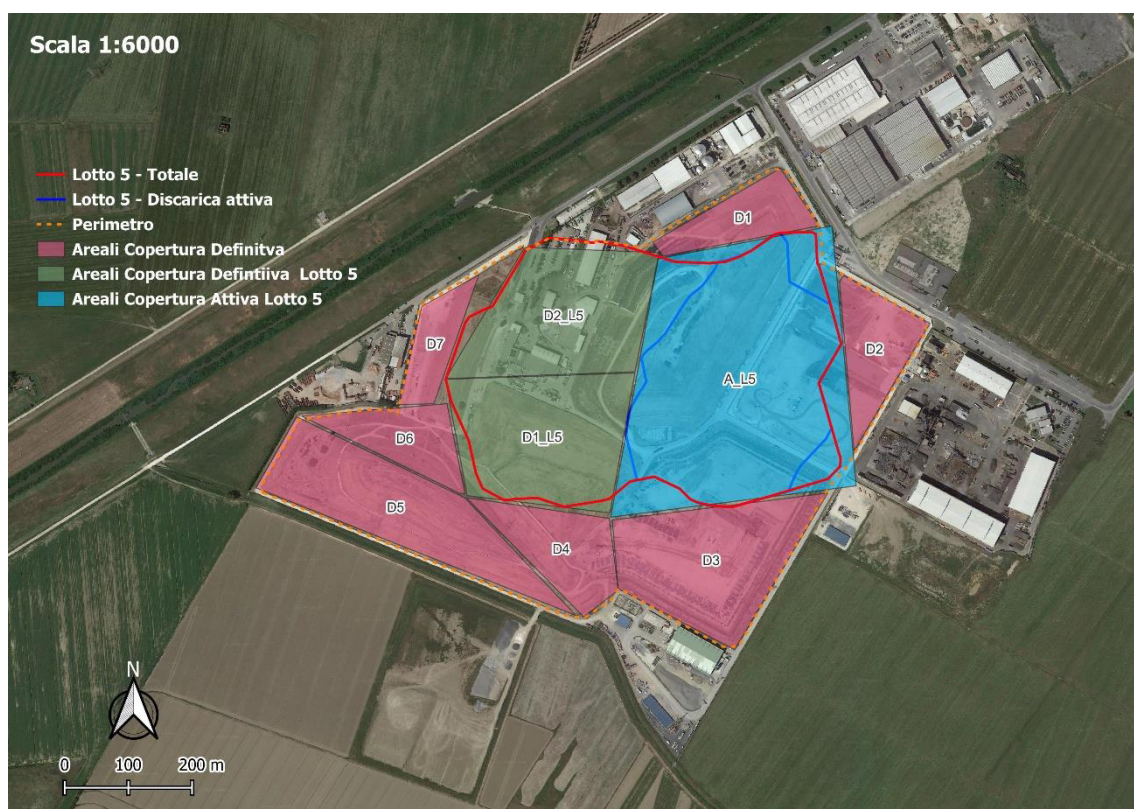 Scala 1:6000
Lotto 5 - Totale
Lotto 5 - Discarica attiva
Perimetro
Areali Copertura Definitva
Areali Copertura Defintiiva Lotto 5
Areali Copertura Attiva Lotto 5
D1
D2_L5
D7
D2
A_L5
D6
D1_L5
D5
D4
D3
N
0 100 200 m